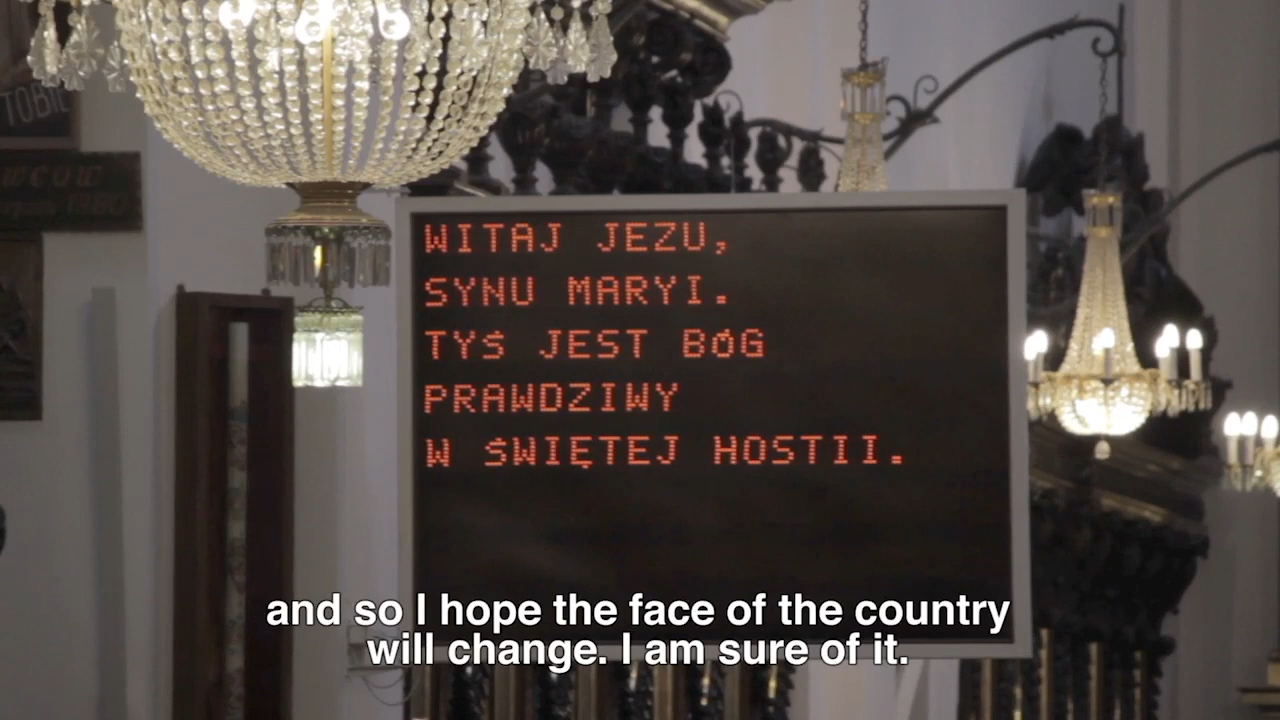 TOBIE
WITAJ JEZU,
SYNU MARYI.
TYŚ JEST BÓG
PRAWDZIWY
W ŚWIĘTEJ HOSTII.
and so I hope the face of the country
will change. I am sure of it.